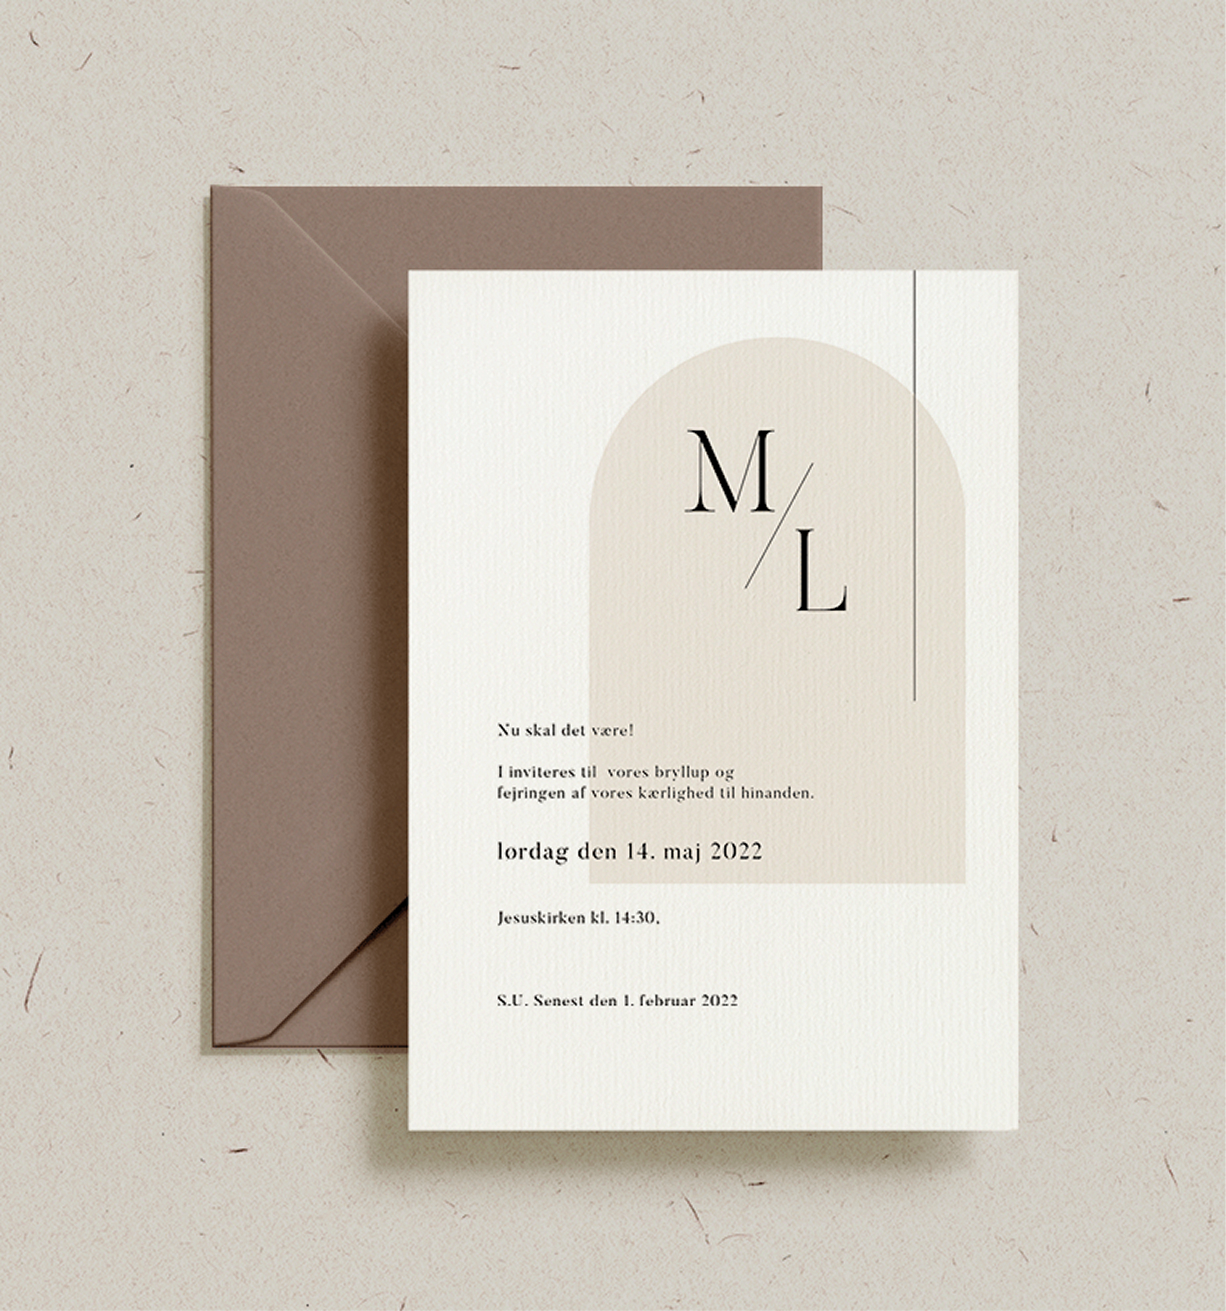 M
L
Nu skal det være!
I inviteres til vores bryllup og
fejringen af vores kærlighed til hinanden.
lørdag den 14. maj 2022
Jesuskirken kl. 14:30,
S.U. Senest den 1. februar 2022